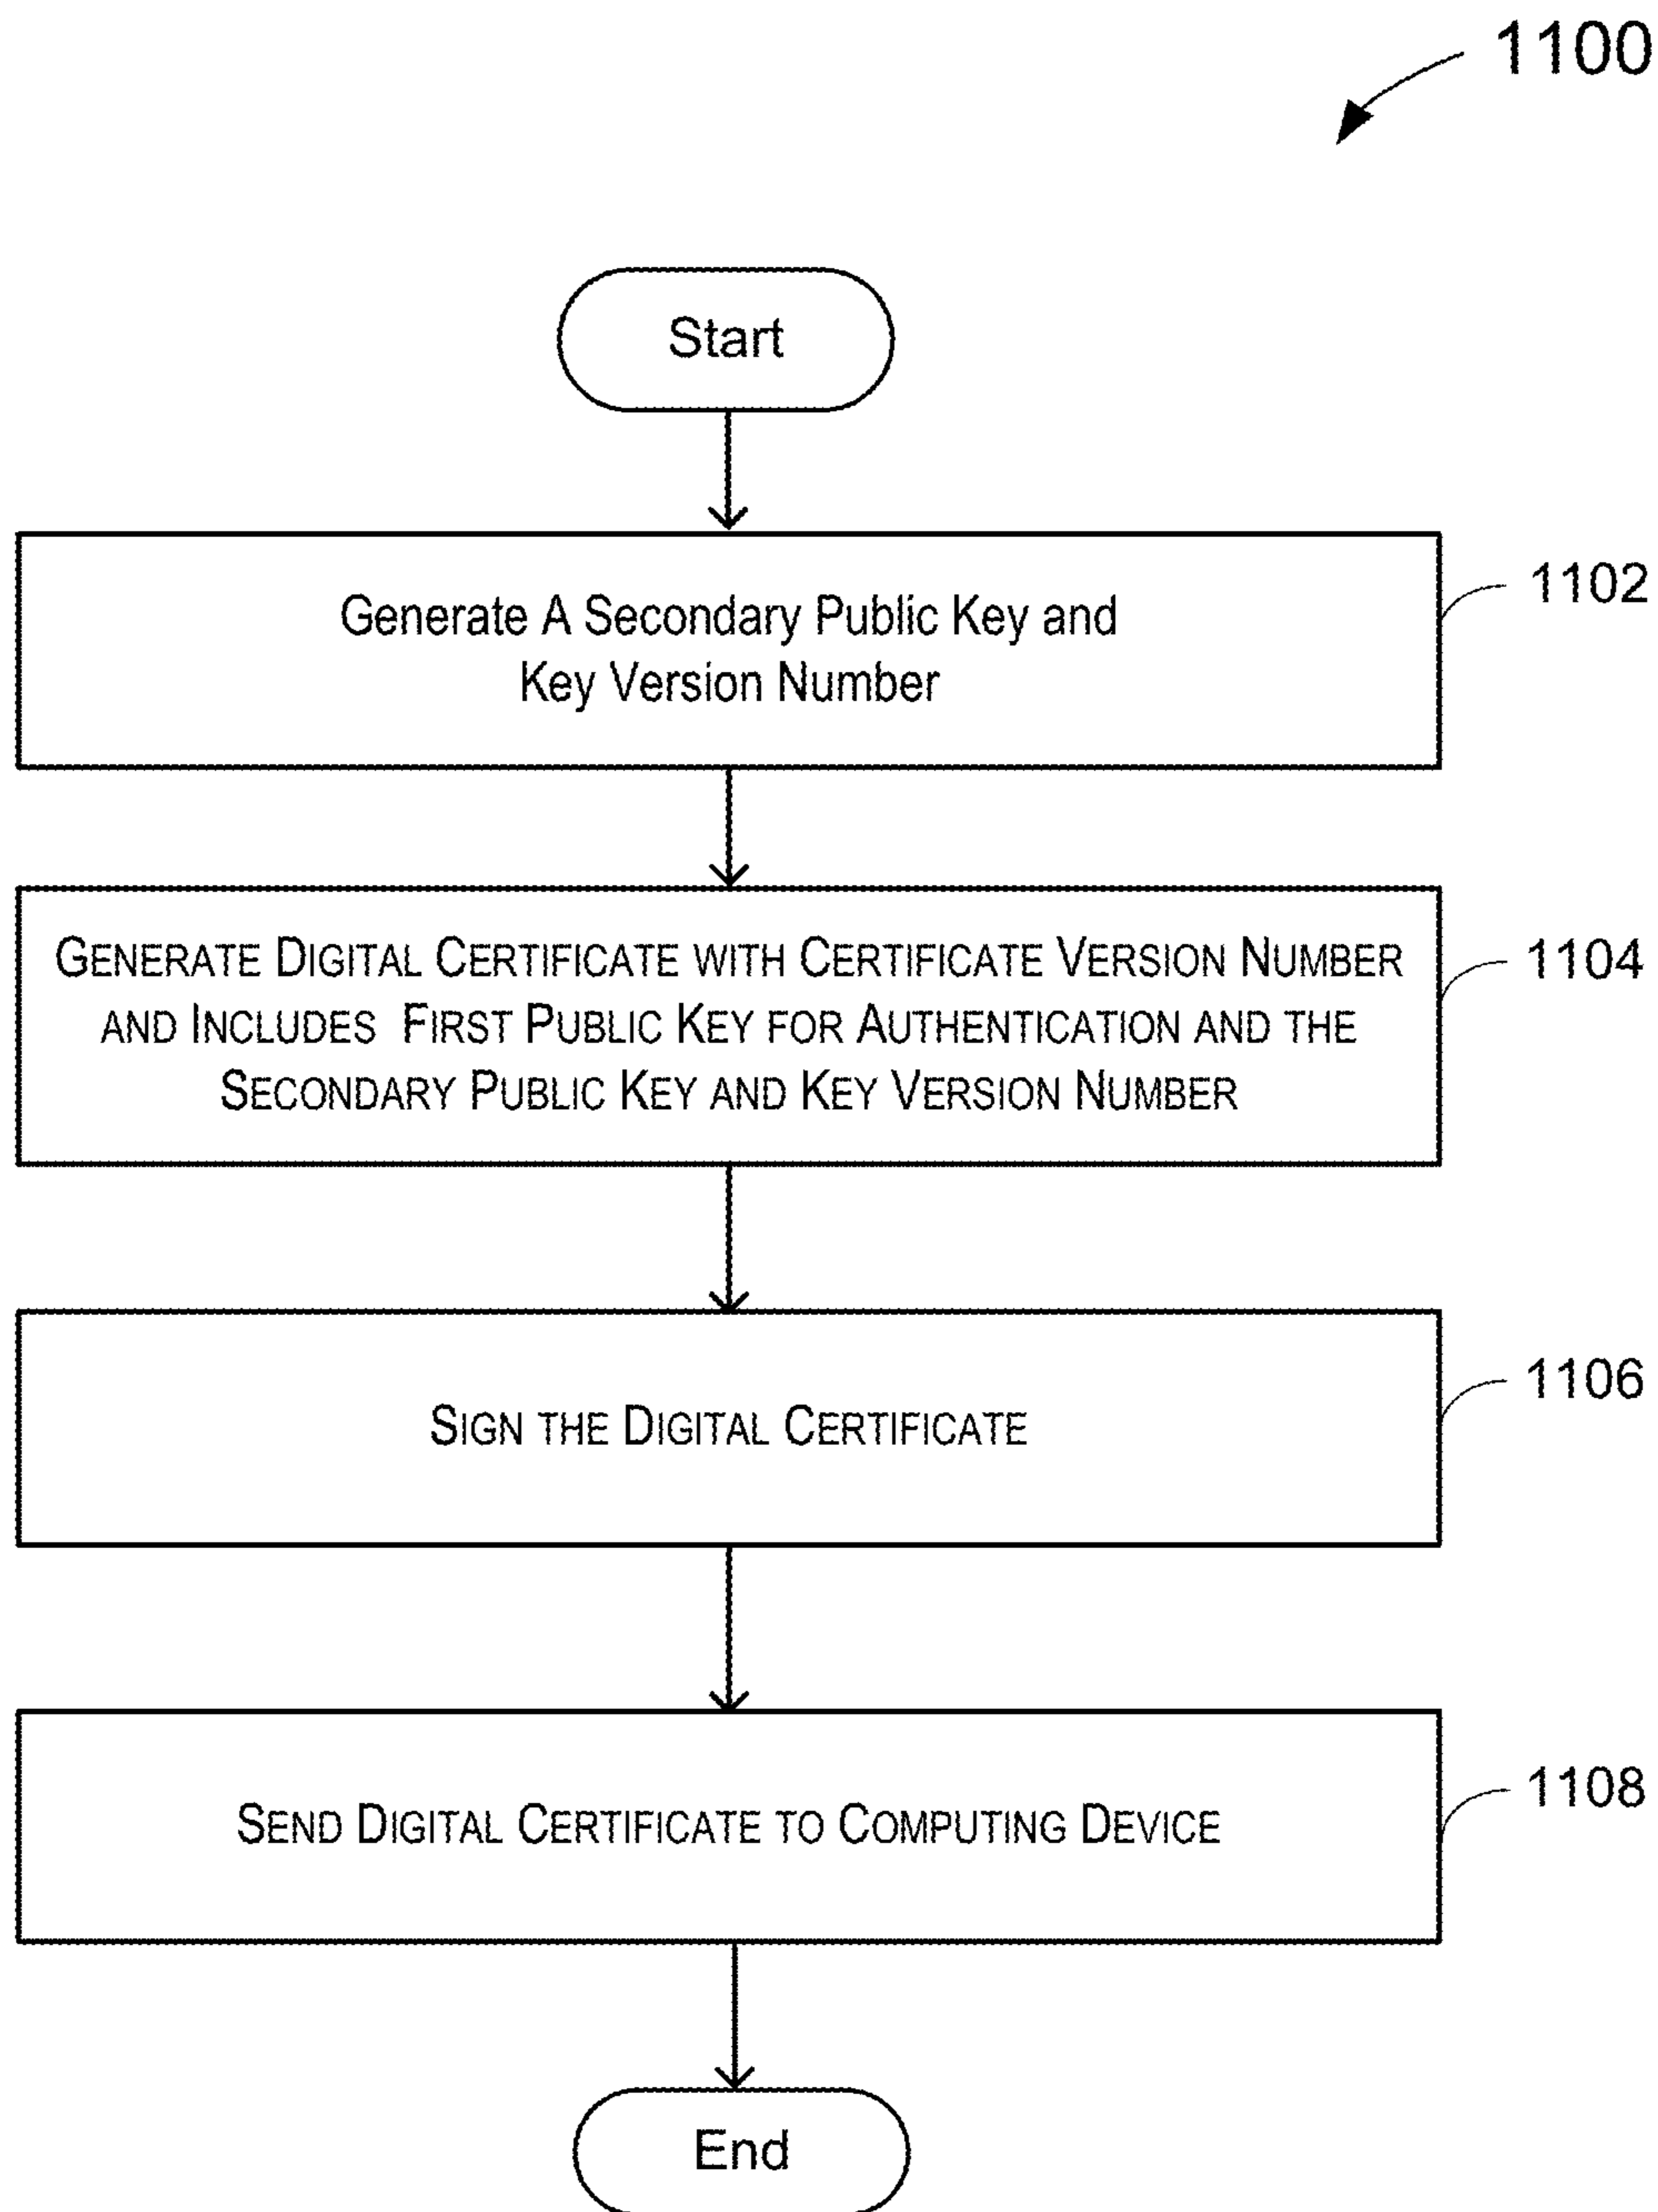 1100
Start
Generate A Secondary Public Key and
Key Version Number
1102
GENERATE DIGITAL CERTIFICATE WITH CERTIFICATE VERSION NUMBER
AND INCLUDES FIRST PUBLIC KEY FOR AUTHENTICATION AND THE
SECONDARY PUBLIC KEY AND KEY VERSION NUMBER
1104
SIGN THE DIGITAL CERTIFICATE
1106
SEND DIGITAL CERTIFICATE TO COMPUTING DEVICE
1108
End